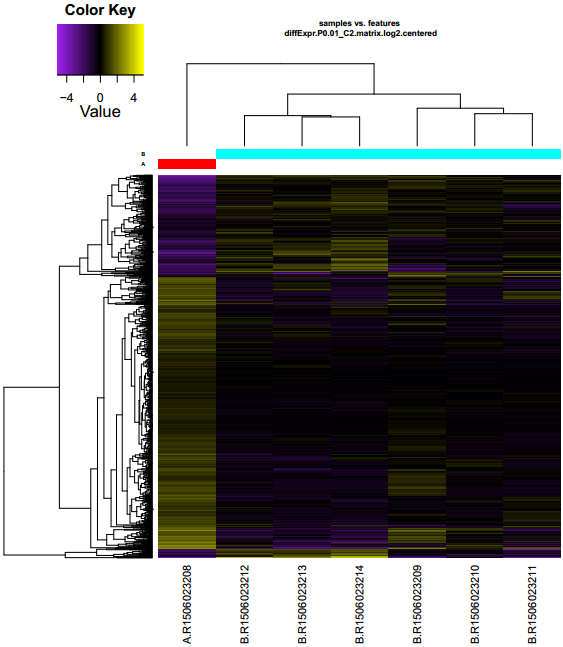 Color Key
−4 0 4
Value
samples vs. features
diffExpr.P0.01_C2.matrix.log2.centered
B
A
A.R1506023208
B.R1506023212
B.R1506023213
B.R1506023214
B.R1506023209
B.R1506023210
B.R1506023211